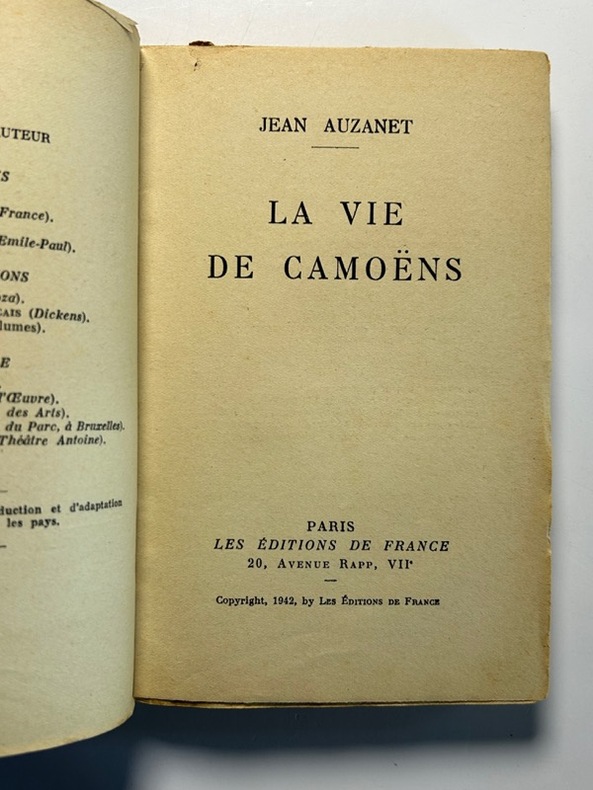 UTEUR
S
France).
Emile-Paul).
ONS
za).
AIS (Dickens).
lumes).
E
l'Œuvre).
des Arts).
du Parc, à Bruxelles).
Théâtre Antoine).
duction et d'adaptation
les pays.
JEAN AUZANET
LA VIE
DE CAMOËNS
PARIS
LES ÉDITIONS DE FRANCE
20, AVENUE RAPP, VIIe
Copyright, 1942, by LES ÉDITIONS DE FRANCE